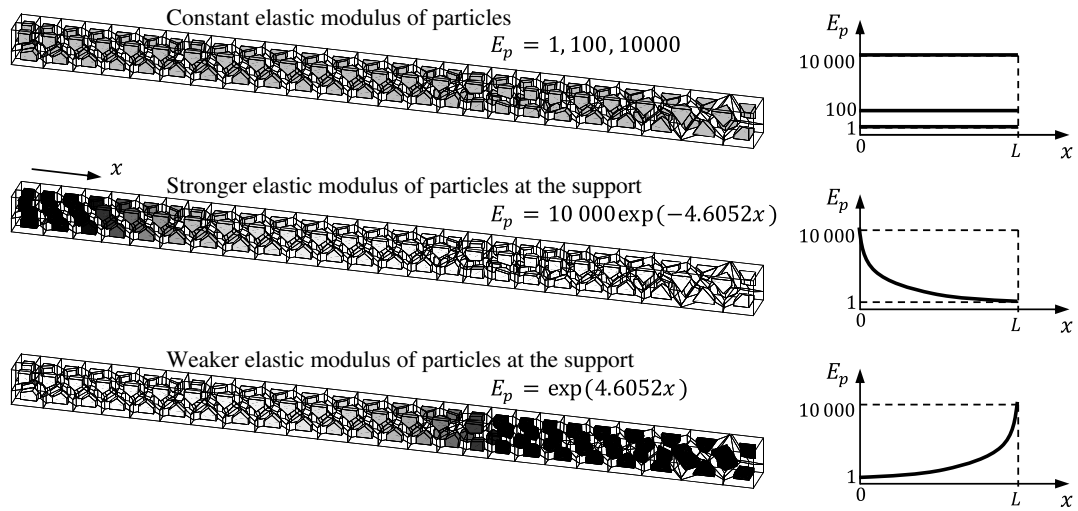 Constant elastic modulus of particles
E_p = 1, 100, 10000
E_p
10 000
100
1
0
L
x
x
Stronger elastic modulus of particles at the support
E_p = 10 000exp(−4.6052x)
E_p
10 000
1
0
L
x
Weaker elastic modulus of particles at the support
E_p = exp(4.6052x)
E_p
10 000
1
0
L
x